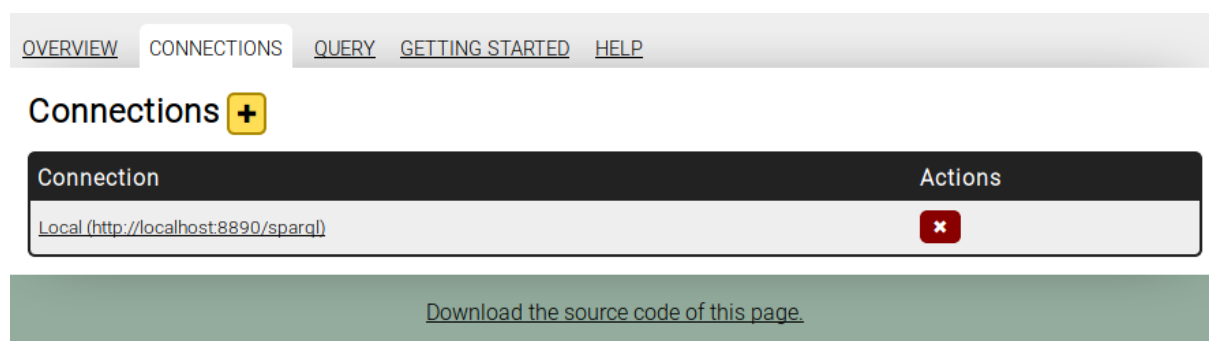 OVERVIEW CONNECTIONS QUERY GETTING STARTED HELP
Connections +
Connection Actions
Local (http://localhost:8890/sparql)
Download the source code of this page.